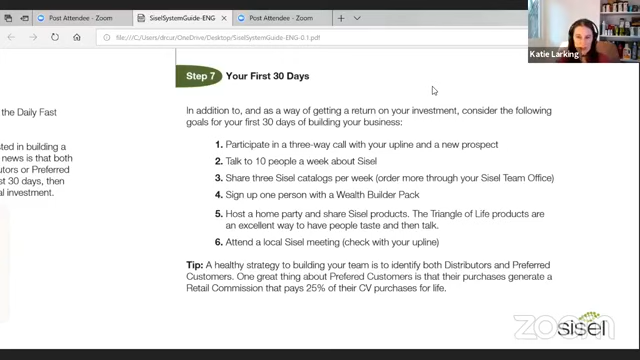 Post Attendee - Zoom
SiselSystemGuide-ENG
Post Attendee - Zoom
file:///C:/Users/drcur/OneDrive/Desktop/SiselSystemGuide-ENG-0.1.pdf
Katie Larking
Step 7 Your First 30 Days
the Daily Fast
sted in building a
news is that both
utors or Preferred
st 30 days, then
al investment.
In addition to, and as a way of getting a return on your investment, consider the following
goals for your first 30 days of building your business:
1. Participate in a three-way call with your upline and a new prospect
2. Talk to 10 people a week about Sisel
3. Share three Sisel catalogs per week (order more through your Sisel Team Office)
4. Sign up one person with a Wealth Builder Pack
5. Host a home party and share Sisel products. The Triangle of Life products are
an excellent way to have people taste and then talk.
6. Attend a local Sisel meeting (check with your upline)
Tip: A healthy strategy to building your team is to identify both Distributors and Preferred
Customers. One great thing about Prefered Customers is that their purchases generate a
Retail Commission that pays 25% of their CV purchases for life.
sisel
zoom